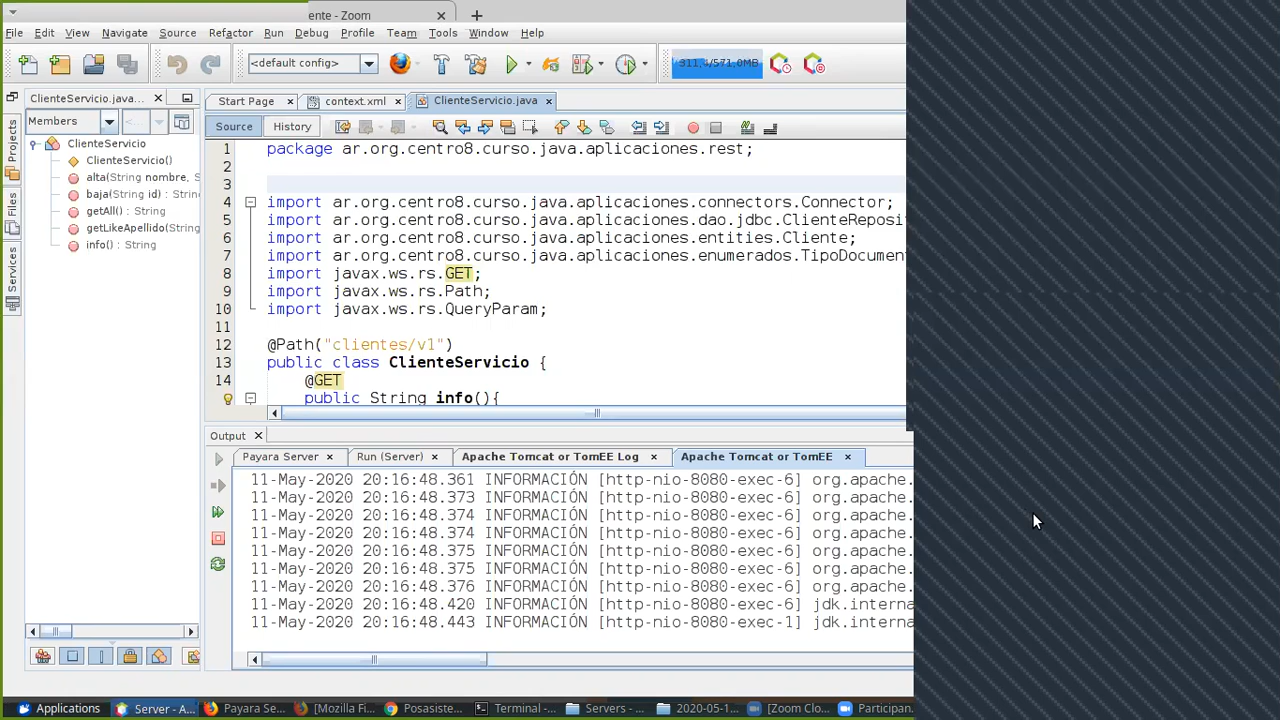 ente - Zoom
File Edit View Navigate Source Refactor Run Debug Profile Team Tools Window Help
<default config> 311,4/571,0MB
ClienteServicio.java... Start Page context.xml ClienteServicio.java
Members <... Source History
Projects
Files
Services
ClienteServicio
ClienteServicio()
alta(String nombre, S
baja(String id) : String
getAll() : String
getLikeApellido(String
info() : String
1 package ar.org.centro8.curso.java.aplicaciones.rest;
2
3
4 import ar.org.centro8.curso.java.aplicaciones.connectors.Connector;
5 import ar.org.centro8.curso.java.aplicaciones.dao.jdbc.ClienteReposi
6 import ar.org.centro8.curso.java.aplicaciones.entities.Cliente;
7 import ar.org.centro8.curso.java.aplicaciones.enumerados.TipoDocument
8 import javax.ws.rs.GET;
9 import javax.ws.rs.Path;
10 import javax.ws.rs.QueryParam;
11
12 @Path("clientes/v1")
13 public class ClienteServicio {
14 @GET
public String info(){
Output
Payara Server Run (Server) Apache Tomcat or TomEE Log Apache Tomcat or TomEE
11-May-2020 20:16:48.361 INFORMACIÓN [http-nio-8080-exec-6] org.apache.
11-May-2020 20:16:48.373 INFORMACIÓN [http-nio-8080-exec-6] org.apache.
11-May-2020 20:16:48.374 INFORMACIÓN [http-nio-8080-exec-6] org.apache.
11-May-2020 20:16:48.374 INFORMACIÓN [http-nio-8080-exec-6] org.apache.
11-May-2020 20:16:48.375 INFORMACIÓN [http-nio-8080-exec-6] org.apache.
11-May-2020 20:16:48.375 INFORMACIÓN [http-nio-8080-exec-6] org.apache.
11-May-2020 20:16:48.376 INFORMACIÓN [http-nio-8080-exec-6] org.apache.
11-May-2020 20:16:48.420 INFORMACIÓN [http-nio-8080-exec-6] jdk.interna
11-May-2020 20:16:48.443 INFORMACIÓN [http-nio-8080-exec-1] jdk.interna
Applications Server - A... Payara Se... [Mozilla Fi... Posasiste... Terminal -... Servers - ... 2020-05-1... [Zoom Clo... Participan...